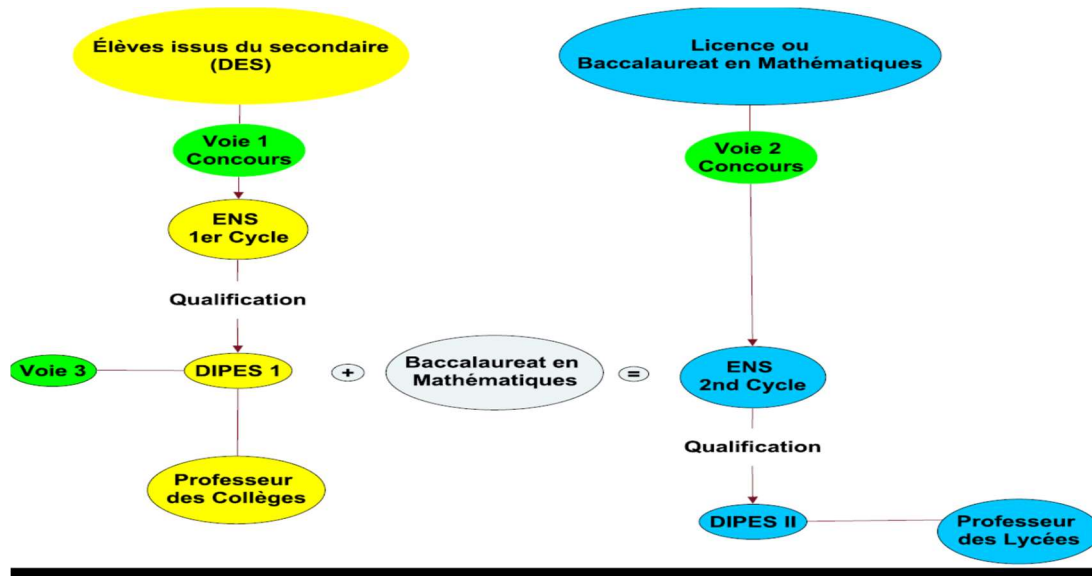 Élèves issus du secondaire
(DES)
Voie 1
Concours
ENS
1er Cycle
Qualification
Voie 3
DIPES 1
+
Baccalaureat en
Mathématiques
=
Professeur
des Collèges
Licence ou
Baccalaureat en Mathématiques
Voie 2
Concours
ENS
2nd Cycle
Qualification
DIPES II
Professeur
des Lycées